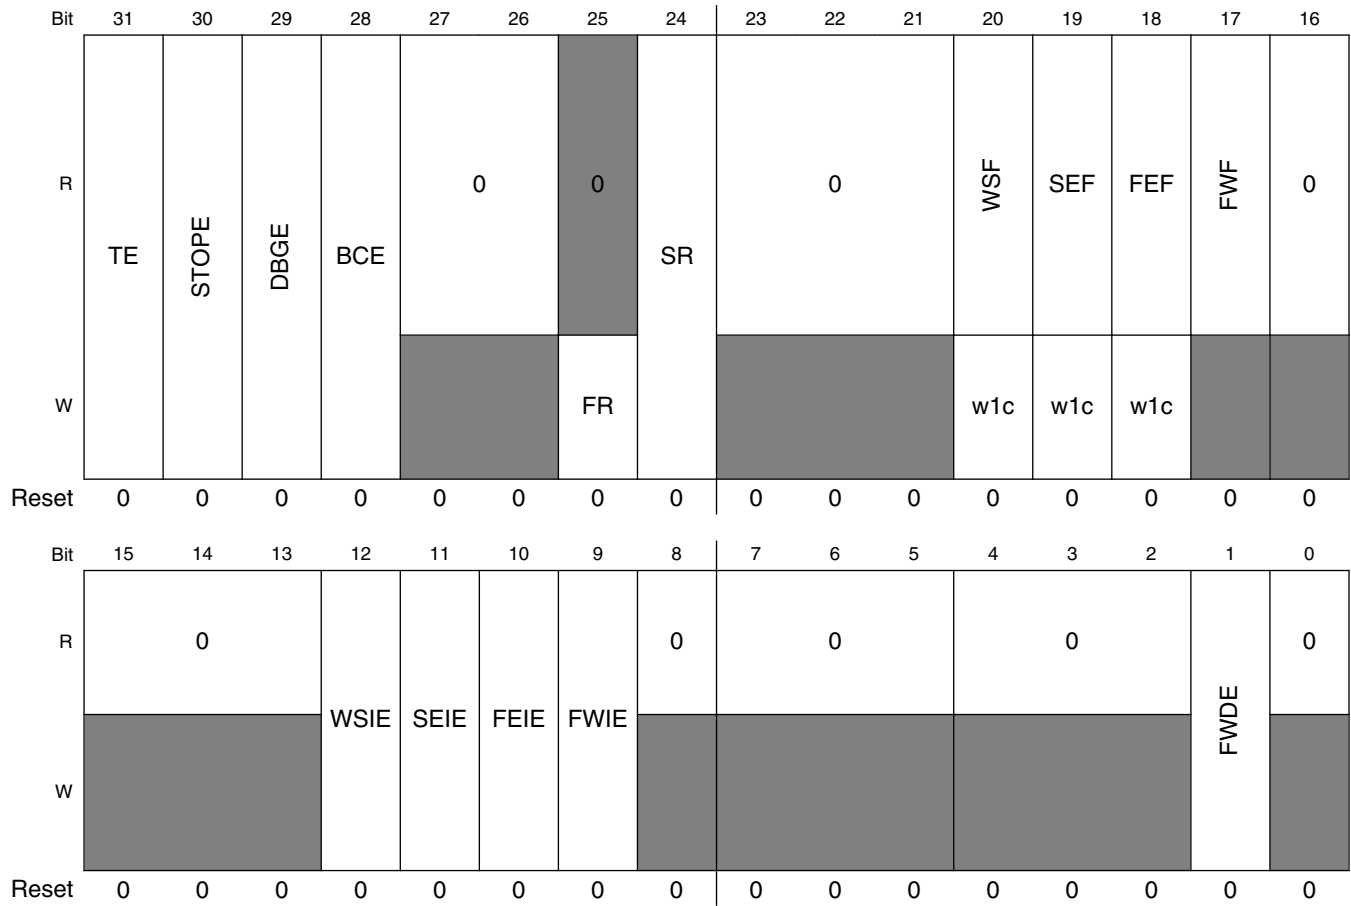 Bit 31 30 29 28 27 26 25 24 23 22 21 20 19 18 17 16
R TE STOPE DBGE BCE 0 0 SR 0 WSF SEF FEF FWF 0
W FR w1c w1c w1c
Reset 0 0 0 0 0 0 0 0 0 0 0 0 0 0 0 0
Bit 15 14 13 12 11 10 9 8 7 6 5 4 3 2 1 0
R 0 WSIE SEIE FEIE FWIE 0 0 0 FWDE 0
W
Reset 0 0 0 0 0 0 0 0 0 0 0 0 0 0 0 0